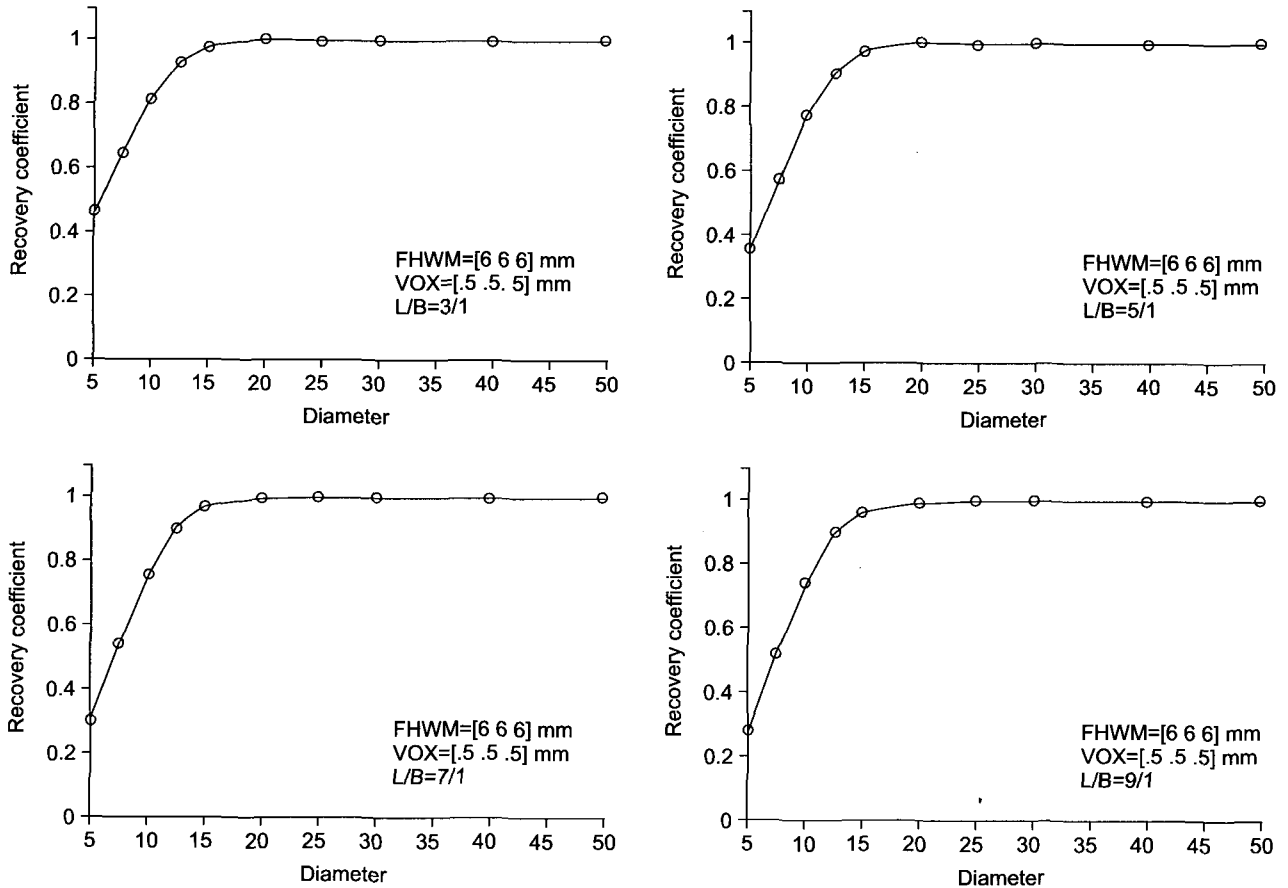 1
0.8
0.6
0.4
0.2
0
Recovery coefficient
FHWM=[6 6 6] mm
VOX=[.5 .5. 5] mm
L/B=3/1
5 10 15 20 25 30 35 40 45 50
Diameter
1
0.8
0.6
0.4
0.2
0
Recovery coefficient
FHWM=[6 6 6] mm
VOX=[.5 .5 .5] mm
L/B=5/1
5 10 15 20 25 30 35 40 45 50
Diameter
1
0.8
0.6
0.4
0.2
0
Recovery coefficient
FHWM=[6 6 6] mm
VOX=[.5 .5 .5] mm
L/B=7/1
5 10 15 20 25 30 35 40 45 50
Diameter
1
0.8
0.6
0.4
0.2
0
Recovery coefficient
FHWM=[6 6 6] mm
VOX=[.5 .5 .5] mm
L/B=9/1
5 10 15 20 25 30 35 40 45 50
Diameter